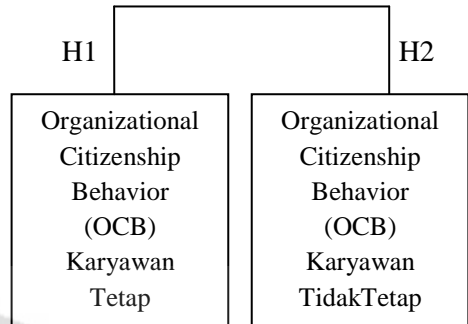 H1
H2
Organizational
Citizenship
Behavior
(OCB)
Karyawan
Tetap
Organizational
Citizenship
Behavior
(OCB)
Karyawan
TidakTetap